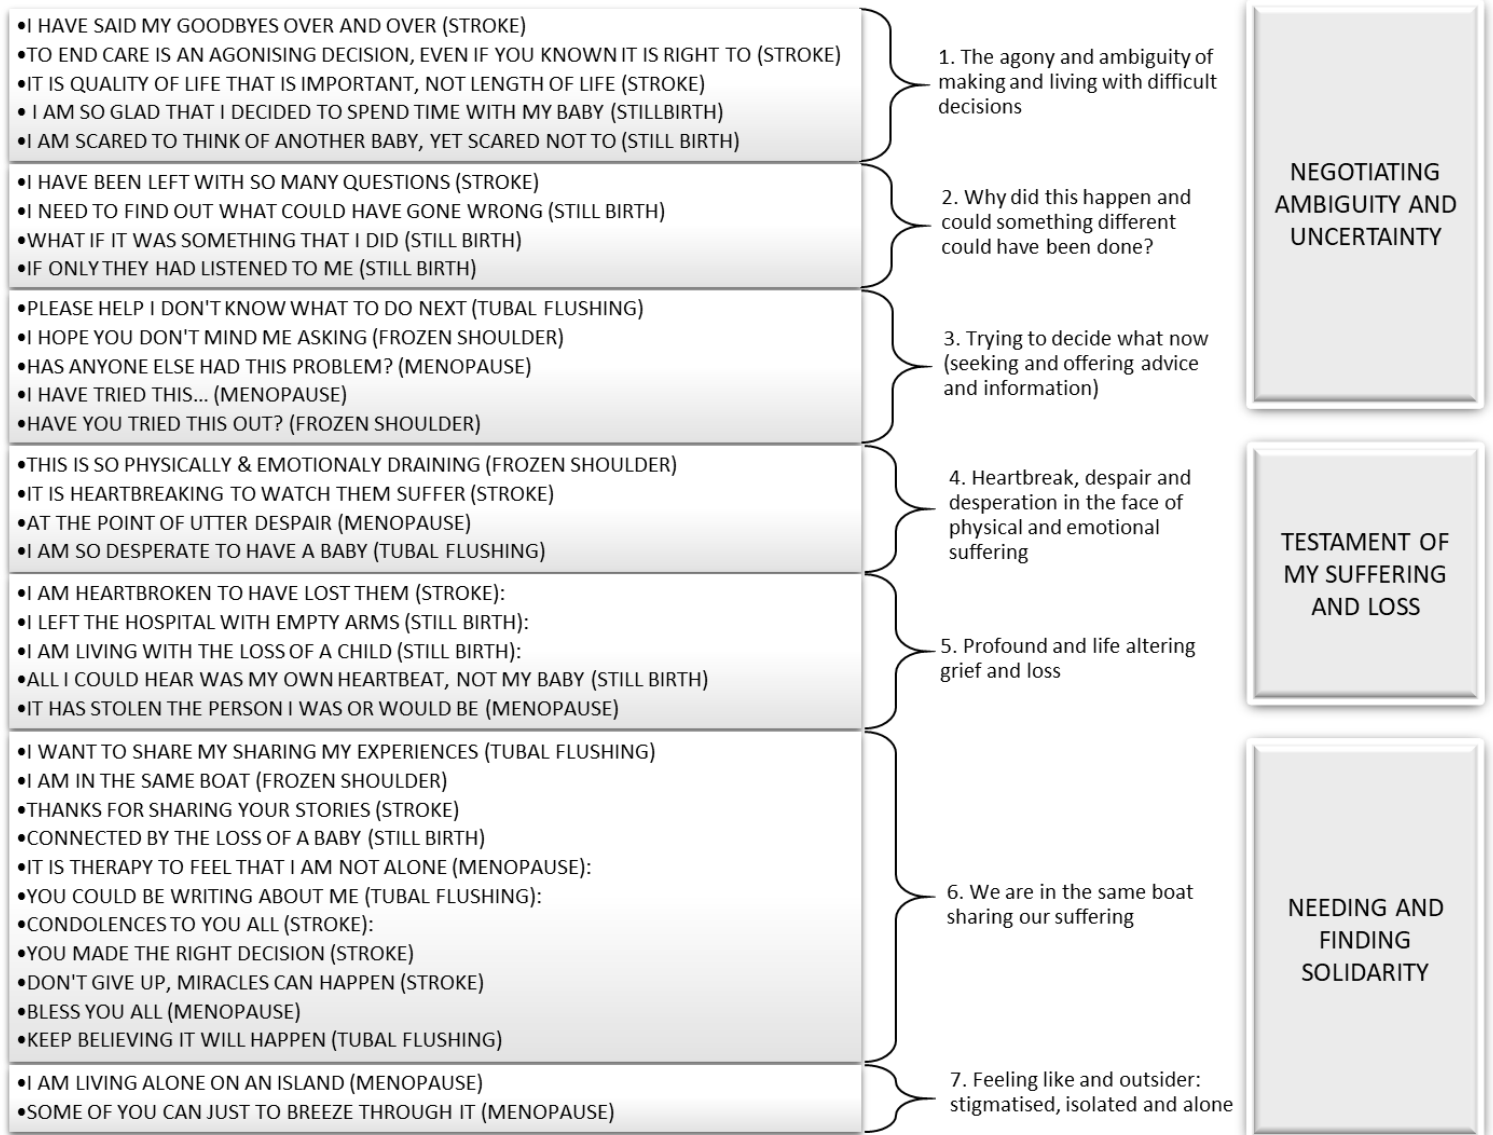 •I HAVE SAID MY GOODBYES OVER AND OVER (STROKE)
•TO END CARE IS AN AGONISING DECISION, EVEN IF YOU KNOWN IT IS RIGHT TO (STROKE)
•IT IS QUALITY OF LIFE THAT IS IMPORTANT, NOT LENGTH OF LIFE (STROKE)
• I AM SO GLAD THAT I DECIDED TO SPEND TIME WITH MY BABY (STILLBIRTH)
•I AM SCARED TO THINK OF ANOTHER BABY, YET SCARED NOT TO (STILL BIRTH)
1. The agony and ambiguity of
making and living with difficult
decisions
•I HAVE BEEN LEFT WITH SO MANY QUESTIONS (STROKE)
•I NEED TO FIND OUT WHAT COULD HAVE GONE WRONG (STILL BIRTH)
•WHAT IF IT WAS SOMETHING THAT I DID (STILL BIRTH)
•IF ONLY THEY HAD LISTENED TO ME (STILL BIRTH)
2. Why did this happen and
could something different
could have been done?
•PLEASE HELP I DON'T KNOW WHAT TO DO NEXT (TUBAL FLUSHING)
•I HOPE YOU DON'T MIND ME ASKING (FROZEN SHOULDER)
•HAS ANYONE ELSE HAD THIS PROBLEM? (MENOPAUSE)
•I HAVE TRIED THIS... (MENOPAUSE)
•HAVE YOU TRIED THIS OUT? (FROZEN SHOULDER)
3. Trying to decide what now
(seeking and offering advice
and information)
NEGOTIATING
AMBIGUITY AND
UNCERTAINTY
•THIS IS SO PHYSICALLY & EMOTIONALY DRAINING (FROZEN SHOULDER)
•IT IS HEARTBREAKING TO WATCH THEM SUFFER (STROKE)
•AT THE POINT OF UTTER DESPAIR (MENOPAUSE)
•I AM SO DESPERATE TO HAVE A BABY (TUBAL FLUSHING)
4. Heartbreak, despair and
desperation in the face of
physical and emotional
suffering
•I AM HEARTBROKEN TO HAVE LOST THEM (STROKE):
•I LEFT THE HOSPITAL WITH EMPTY ARMS (STILL BIRTH):
•I AM LIVING WITH THE LOSS OF A CHILD (STILL BIRTH):
•ALL I COULD HEAR WAS MY OWN HEARTBEAT, NOT MY BABY (STILL BIRTH)
•IT HAS STOLEN THE PERSON I WAS OR WOULD BE (MENOPAUSE)
5. Profound and life altering
grief and loss
TESTAMENT OF
MY SUFFERING
AND LOSS
•I WANT TO SHARE MY SHARING MY EXPERIENCES (TUBAL FLUSHING)
•I AM IN THE SAME BOAT (FROZEN SHOULDER)
•THANKS FOR SHARING YOUR STORIES (STROKE)
•CONNECTED BY THE LOSS OF A BABY (STILL BIRTH)
•IT IS THERAPY TO FEEL THAT I AM NOT ALONE (MENOPAUSE):
•YOU COULD BE WRITING ABOUT ME (TUBAL FLUSHING):
•CONDOLENCES TO YOU ALL (STROKE):
•YOU MADE THE RIGHT DECISION (STROKE)
•DON'T GIVE UP, MIRACLES CAN HAPPEN (STROKE)
•BLESS YOU ALL (MENOPAUSE)
•KEEP BELIEVING IT WILL HAPPEN (TUBAL FLUSHING)
6. We are in the same boat
sharing our suffering
•I AM LIVING ALONE ON AN ISLAND (MENOPAUSE)
•SOME OF YOU CAN JUST TO BREEZE THROUGH IT (MENOPAUSE)
7. Feeling like and outsider:
stigmatised, isolated and alone
NEEDING AND
FINDING
SOLIDARITY